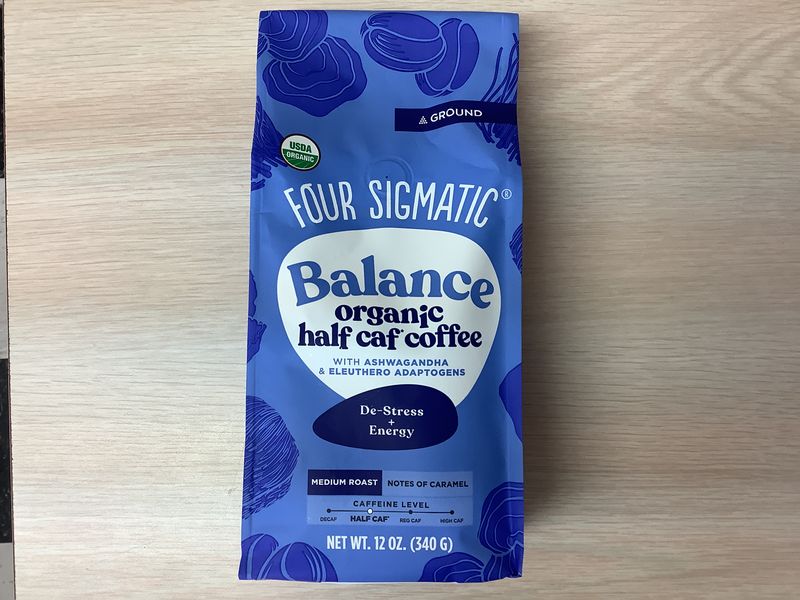 GROUND
USDA
ORGANIC
FOUR SIGMATIC®
Balance
organic
half caf* coffee
WITH ASHWAGANDHA
& ELEUTHERO ADAPTOGENS
De-Stress
+
Energy
MEDIUM ROAST NOTES OF CARAMEL
CAFFEINE LEVEL
DECAF HALF CAF* REG CAF HIGH CAF
NET WT. 12 OZ. (340 G)